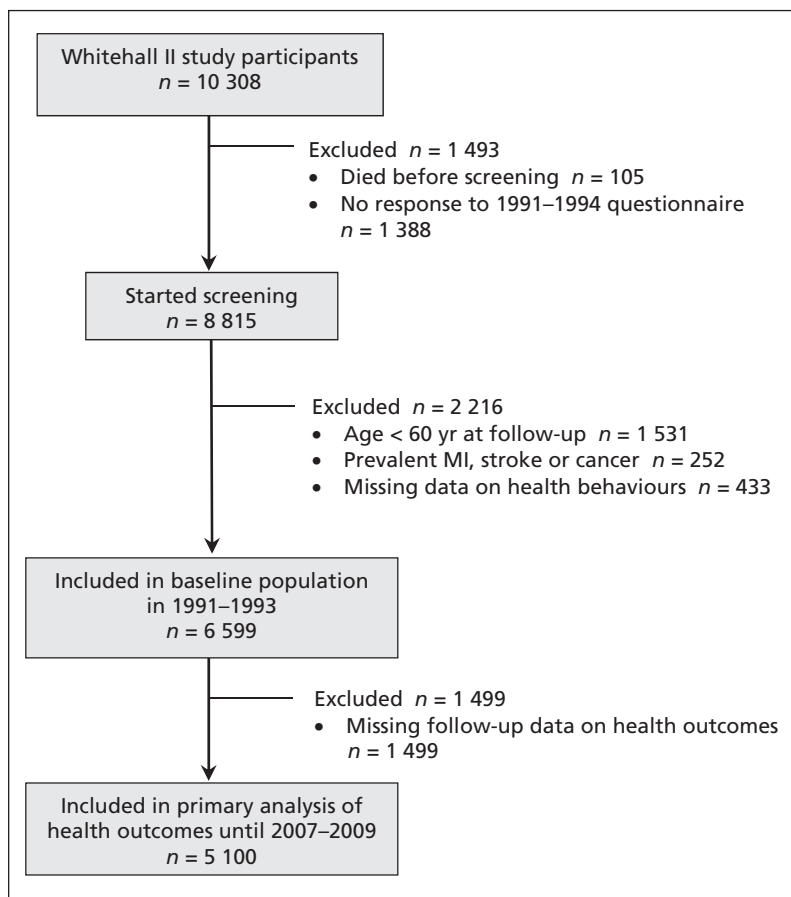 Whitehall II study participants
n = 10 308
Excluded n = 1 493
• Died before screening n = 105
• No response to 1991–1994 questionnaire
n = 1 388
Started screening
n = 8 815
Excluded n = 2 216
• Age < 60 yr at follow-up n = 1 531
• Prevalent MI, stroke or cancer n = 252
• Missing data on health behaviours n = 433
Included in baseline population
in 1991–1993
n = 6 599
Excluded n = 1 499
• Missing follow-up data on health outcomes
n = 1 499
Included in primary analysis of
health outcomes until 2007–2009
n = 5 100